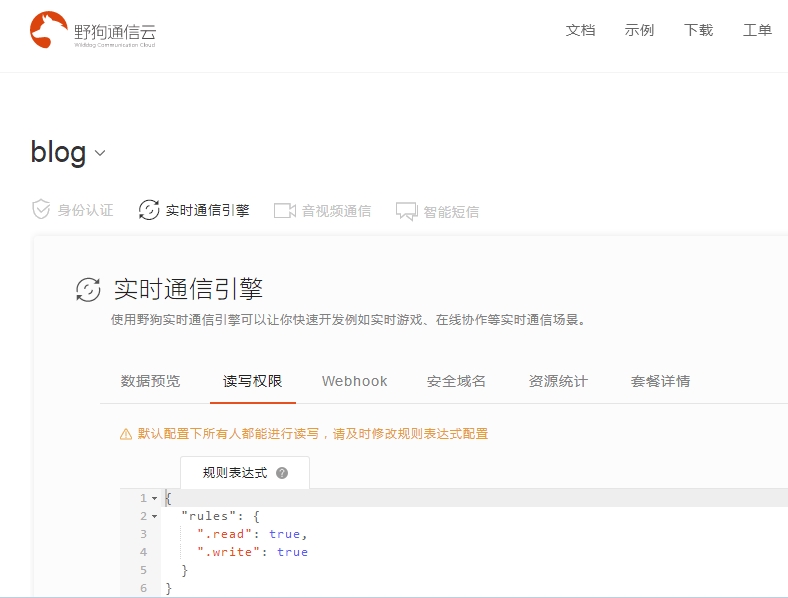 野狗通信云
Wilddog Communication Cloud
文档 示例 下载 工单
blog
身份认证 实时通信引擎 音视频通信 智能短信
实时通信引擎
使用野狗实时通信引擎可以让你快速开发例如实时游戏、在线协作等实时通信场景。
数据预览 读写权限 Webhook 安全域名 资源统计 套餐详情
默认配置下所有人都能进行读写，请及时修改规则表达式配置
规则表达式 ?
1 {
2 "rules": {
3 ".read": true,
4 ".write": true
5 }
6 }